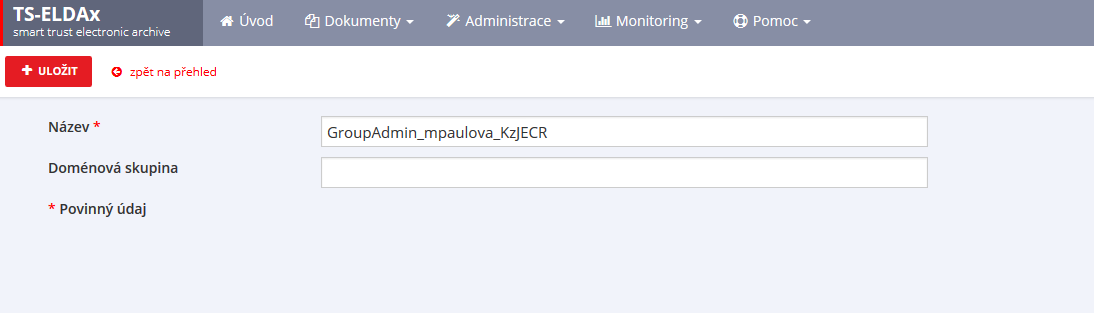 TS-ELDAx
smart trust electronic archive
Úvod
Dokumenty
Administrace
Monitoring
Pomoc
ULOŽIT
zpět na přehled
Název *
GroupAdmin_mpaulova_KzJECR
Doménová skupina
* Povinný údaj